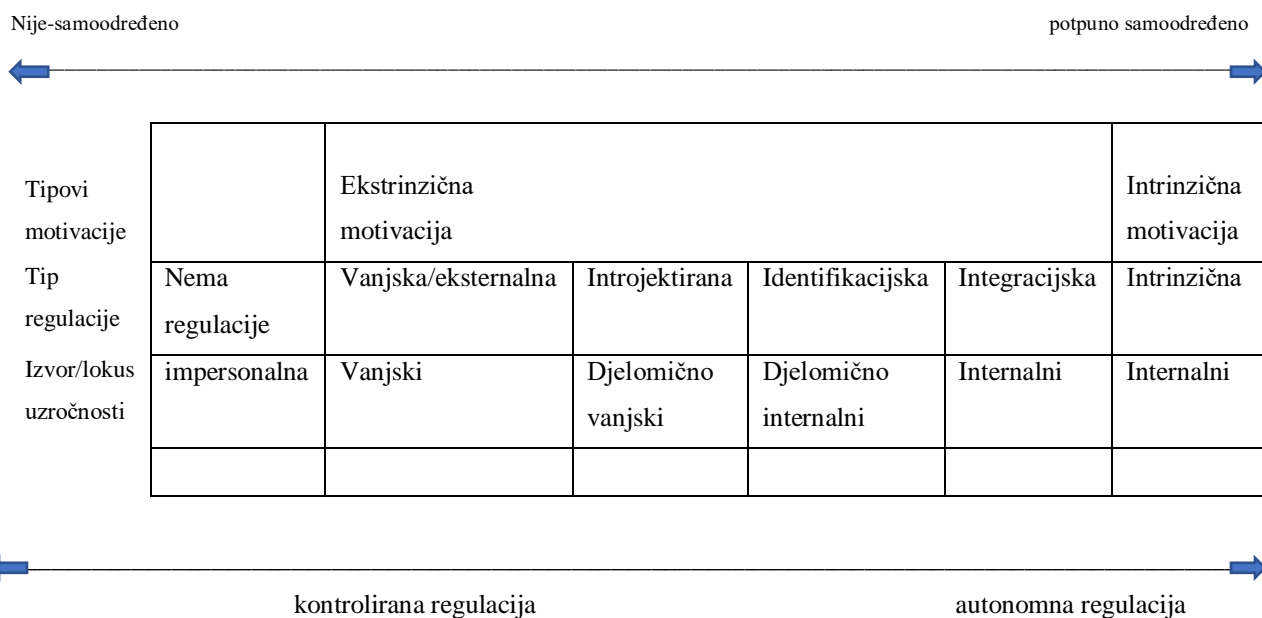 Nije-samoodređeno potpuno samoodređeno
Tipovi motivacije Ekstrinzična motivacija Intrinzična motivacija
Tip regulacije Nema regulacije Vanjska/eksternalna Introjektirana Identifikacijska Integracijska Intrinzična
Izvor/lokus uzročnosti impersonalna Vanjski Djelomično vanjski Djelomično internalni Internalni Internalni
kontrolirana regulacija autonomna regulacija